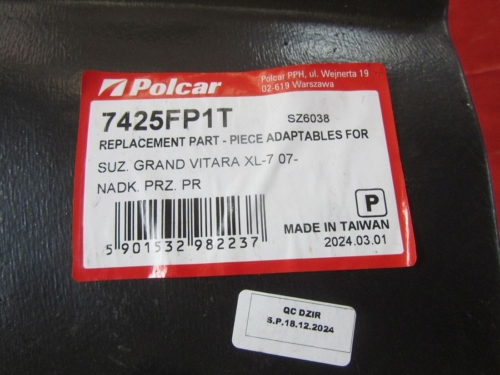 Polcar
Polcar PPH, ul. Wejnerta 19
02-619 Warszawa
7425FP1T
SZ6038
REPLACEMENT PART - PIECE ADAPTABLES FOR
SUZ. GRAND VITARA XL-7 07-
NADK. PRZ. PR
P
MADE IN TAIWAN
2024.03.01
5 901532 982237
QC DZIR
S.P.18.12.2024